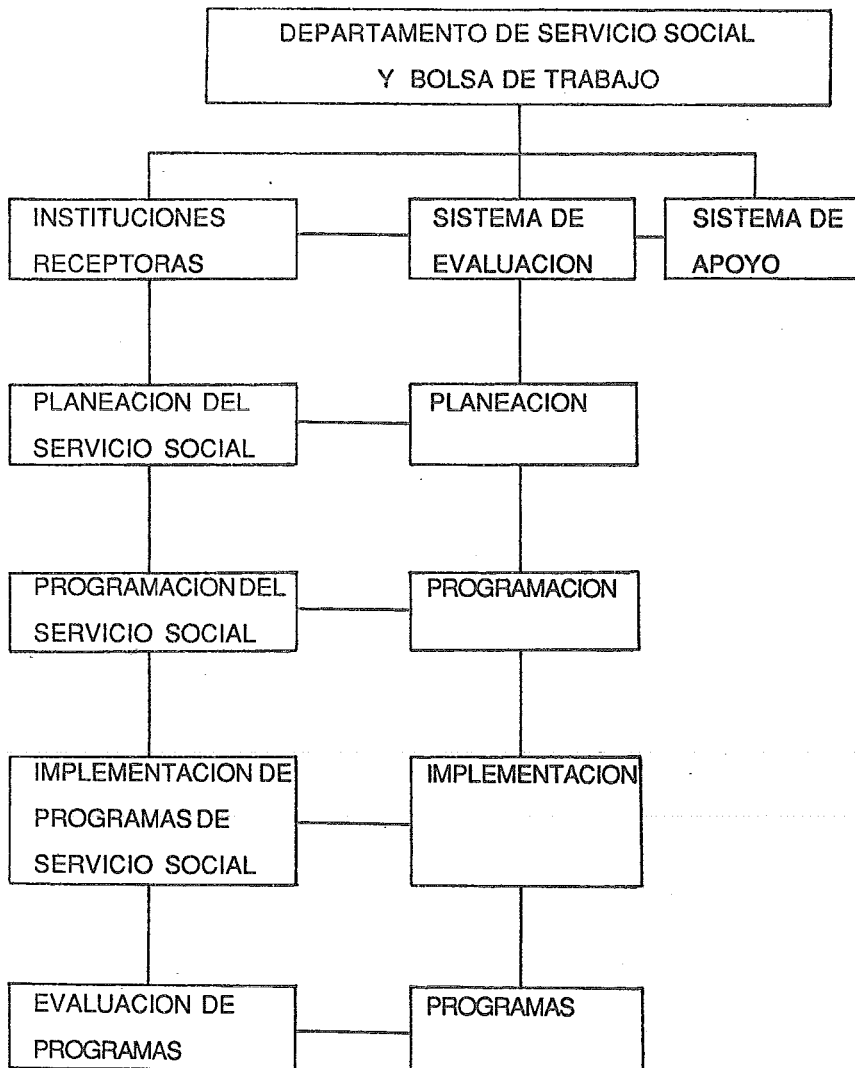 DEPARTAMENTO DE SERVICIO SOCIAL
Y BOLSA DE TRABAJO
INSTITUCIONES
RECEPTORAS
SISTEMA DE
EVALUACION
SISTEMA DE
APOYO
PLANEACION DEL
SERVICIO SOCIAL
PLANEACION
PROGRAMACION DEL
SERVICIO SOCIAL
PROGRAMACION
IMPLEMENTACION DE
PROGRAMAS DE
SERVICIO SOCIAL
IMPLEMENTACION
EVALUACION DE
PROGRAMAS
PROGRAMAS